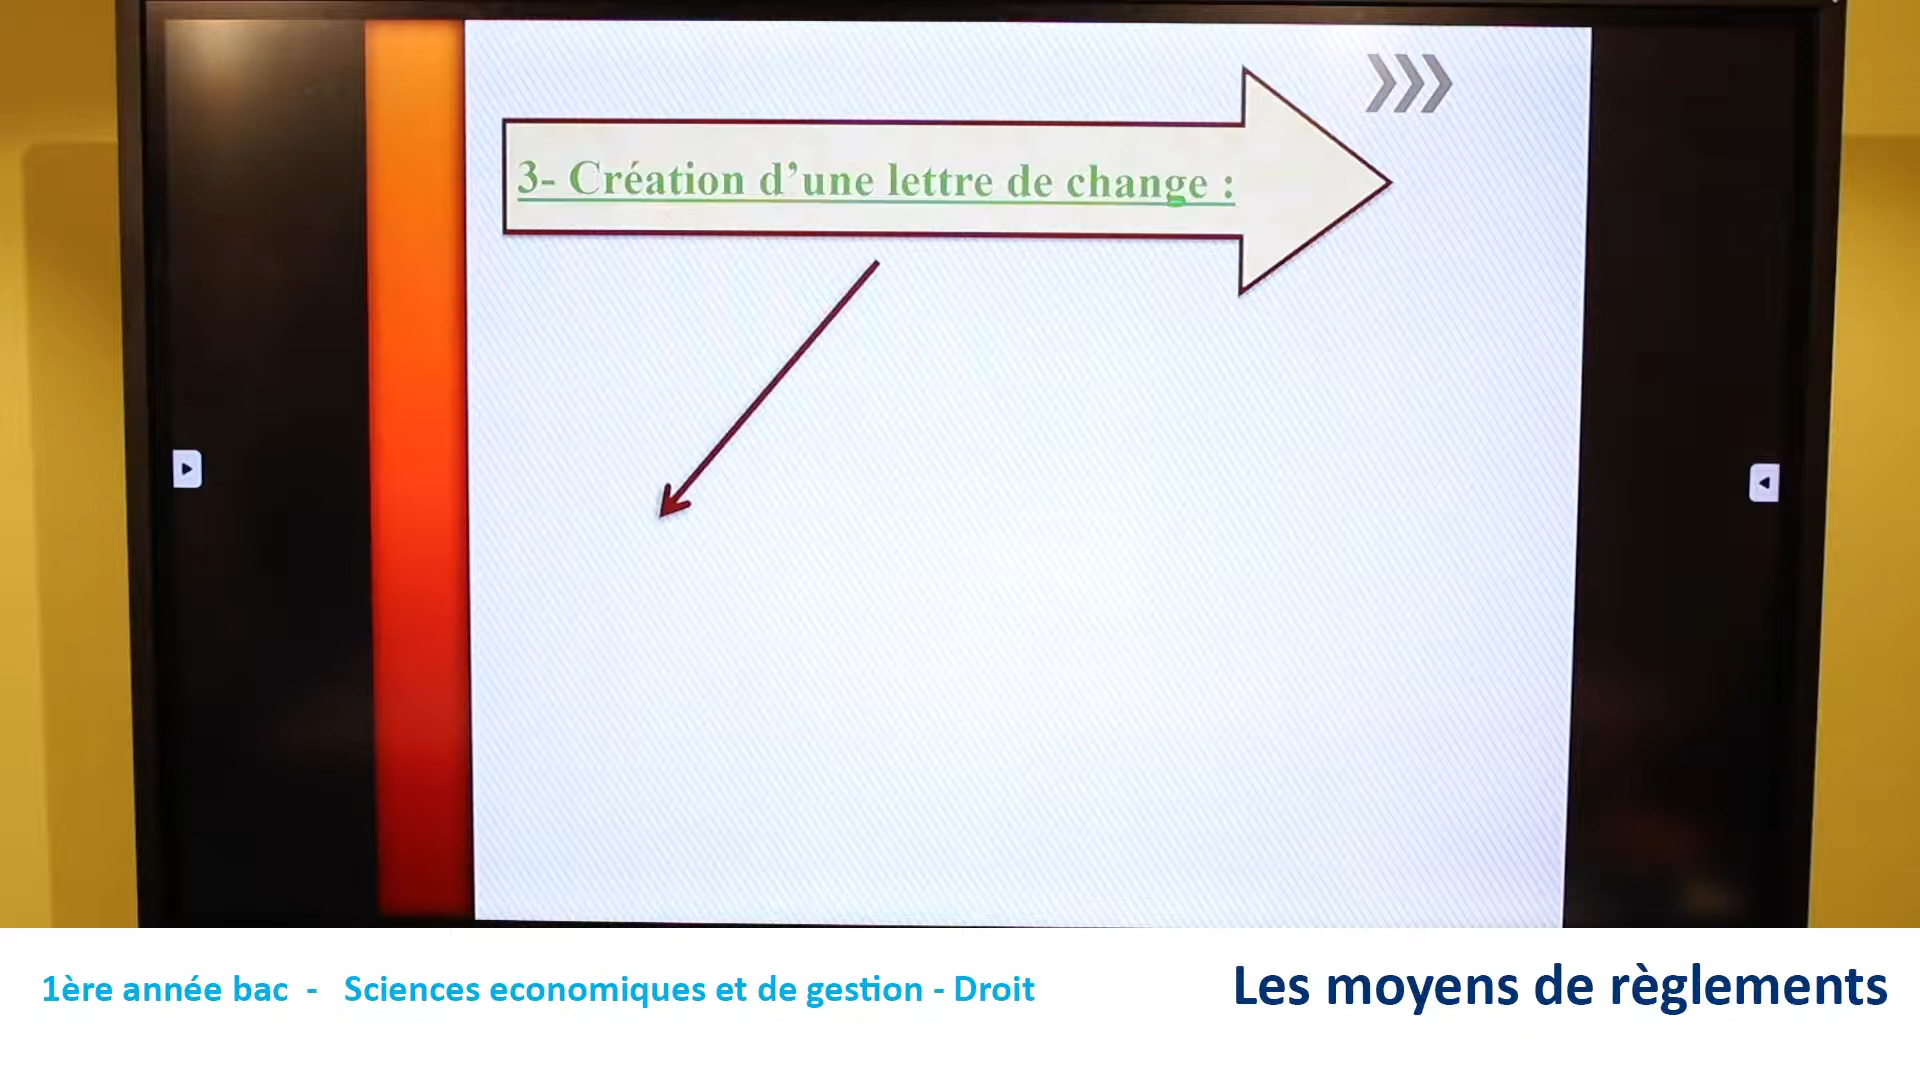 3- Création d’une lettre de change :
1ère année bac - Sciences economiques et de gestion - Droit
Les moyens de règlements